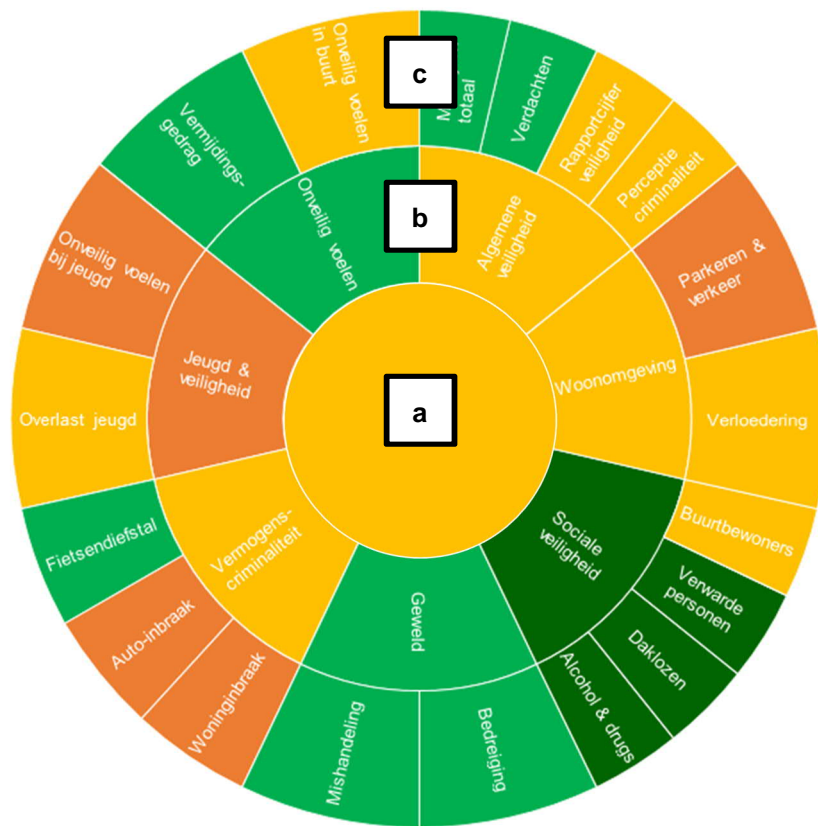 c
b
a
totaal
Verdachten
Rapportcijfer
veiligheid
Perceptie
criminaliteit
Parkeren &
verkeer
Verloedering
Buurtbewoners
Verwarde
personen
Daklozen
Alcohol & drugs
Bedreiging
Mishandeling
Woninginbraak
Auto-inbraak
Fietsendiefstal
Overlast jeugd
Onveilig voelen
bij jeugd
Vermijdings-
gedrag
Onveilig voelen
in buurt
Algemene
veiligheid
Woonomgeving
Sociale
veiligheid
Geweld
Vermogens-
criminaliteit
Jeugd &
veiligheid
Onveilig voelen